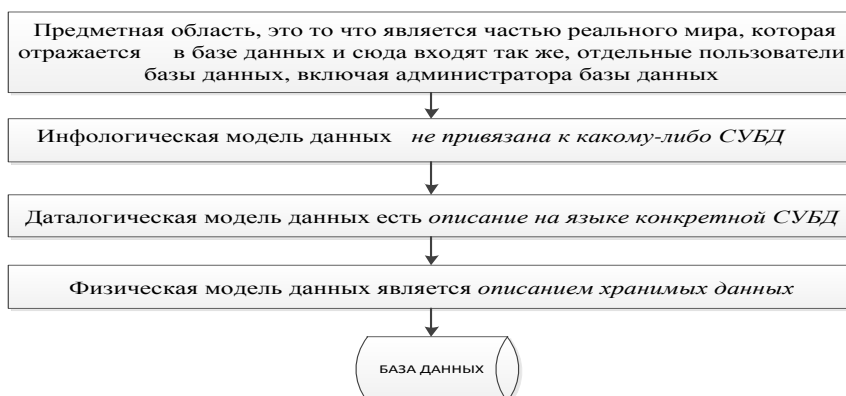 Предметная область, это то что является частью реального мира, которая
отражается в базе данных и сюда входят так же, отдельные пользователи
базы данных, включая администратора базы данных
Инфологическая модель данных не привязана к какому-либо СУБД
Даталогическая модель данных есть описание на языке конкретной СУБД
Физическая модель данных является описанием хранимых данных
БАЗА ДАННЫХ